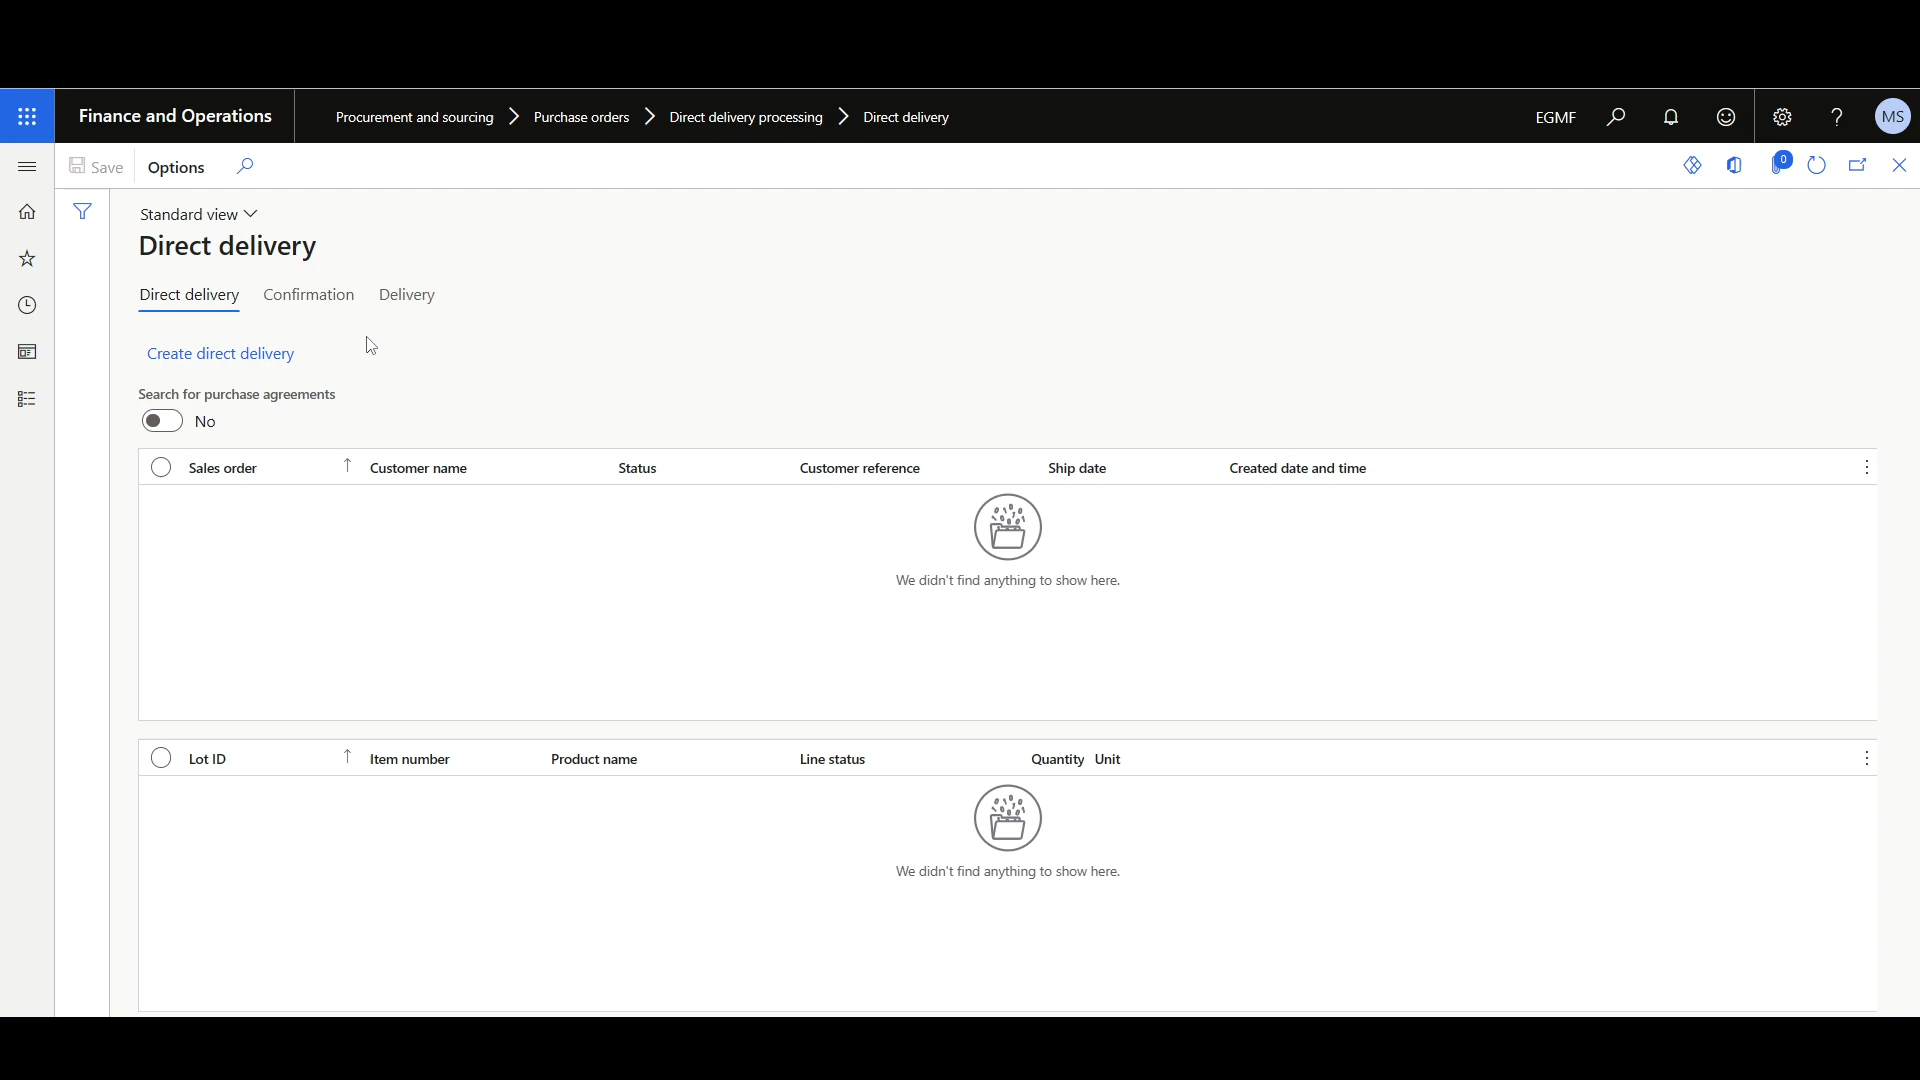 Finance and Operations
Procurement and sourcing
Purchase orders
Direct delivery processing
Direct delivery
EGMF
?
MS
Save
Options
0
Standard view
Direct delivery
Direct delivery
Confirmation
Delivery
Create direct delivery
Search for purchase agreements
No
Sales order
Customer name
Status
Customer reference
Ship date
Created date and time
We didn't find anything to show here.
Lot ID
Item number
Product name
Line status
Quantity
Unit
We didn't find anything to show here.